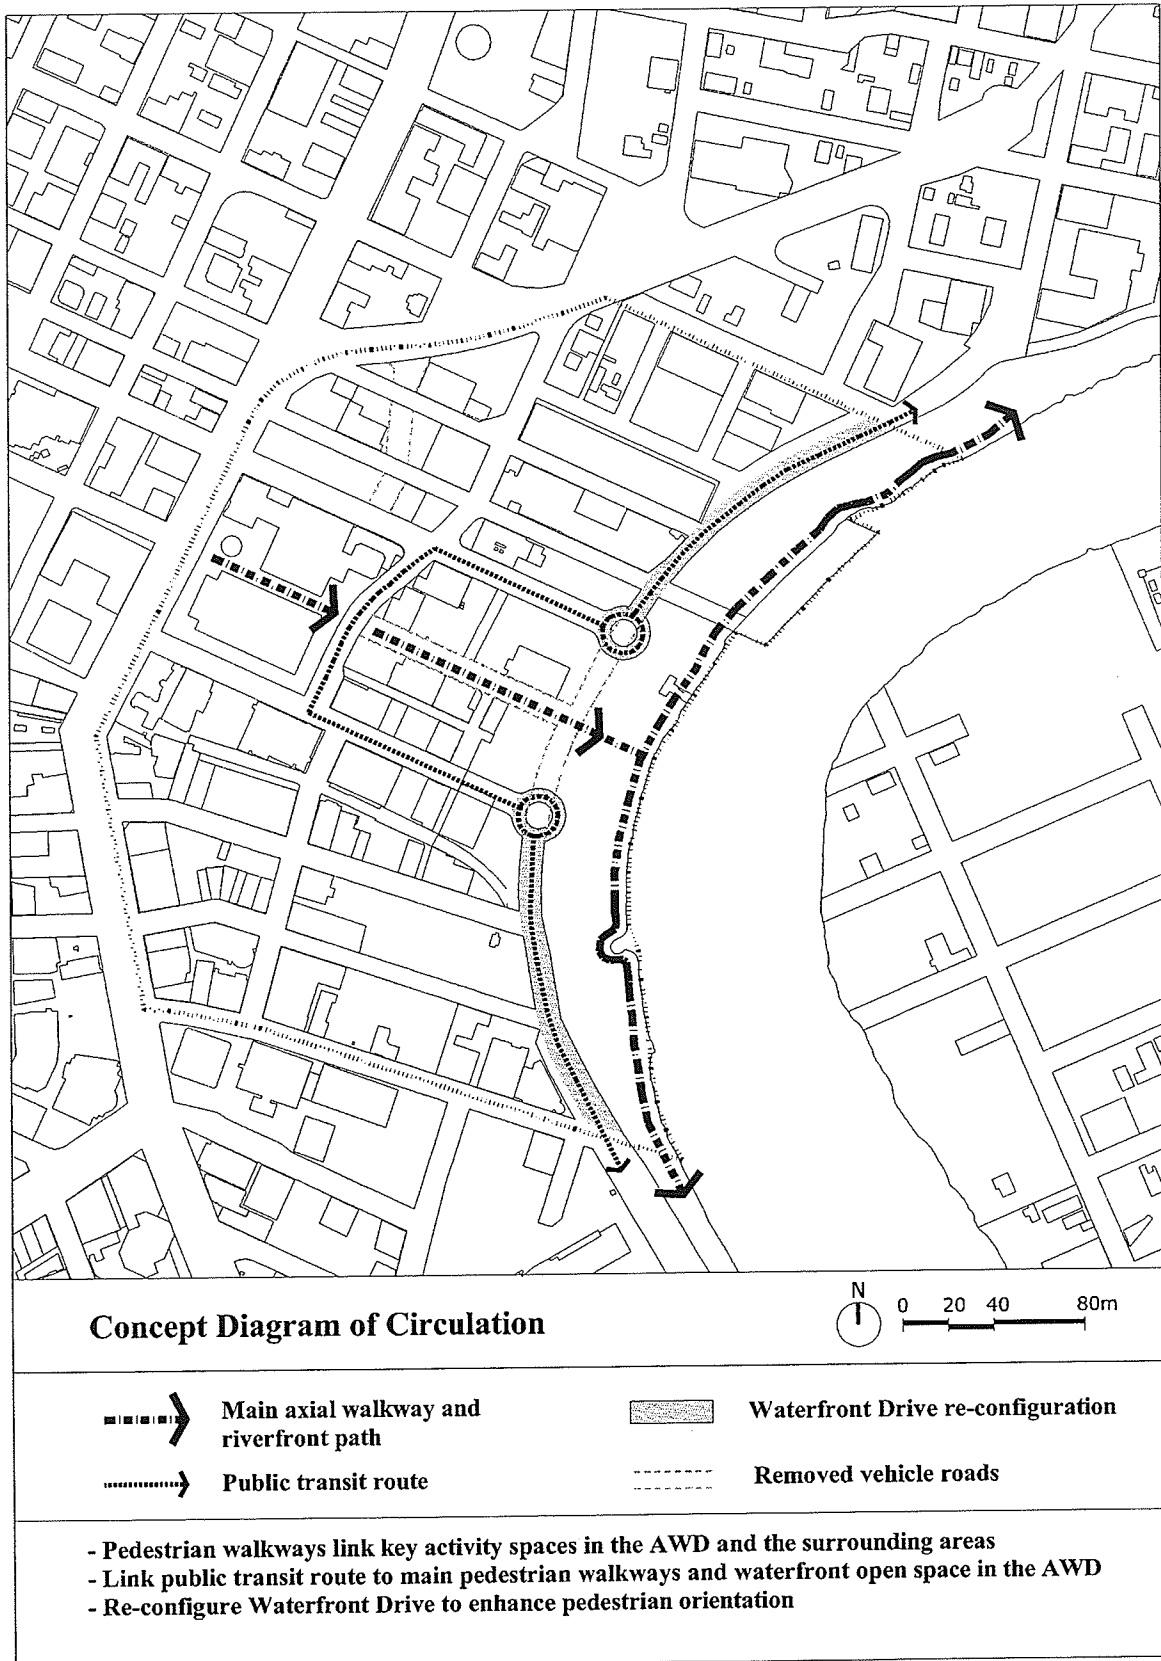 Concept Diagram of Circulation
N
0 20 40 80m
Main axial walkway and
riverfront path
Waterfront Drive re-configuration
Public transit route
Removed vehicle roads
- Pedestrian walkways link key activity spaces in the AWD and the surrounding areas
- Link public transit route to main pedestrian walkways and waterfront open space in the AWD
- Re-configure Waterfront Drive to enhance pedestrian orientation